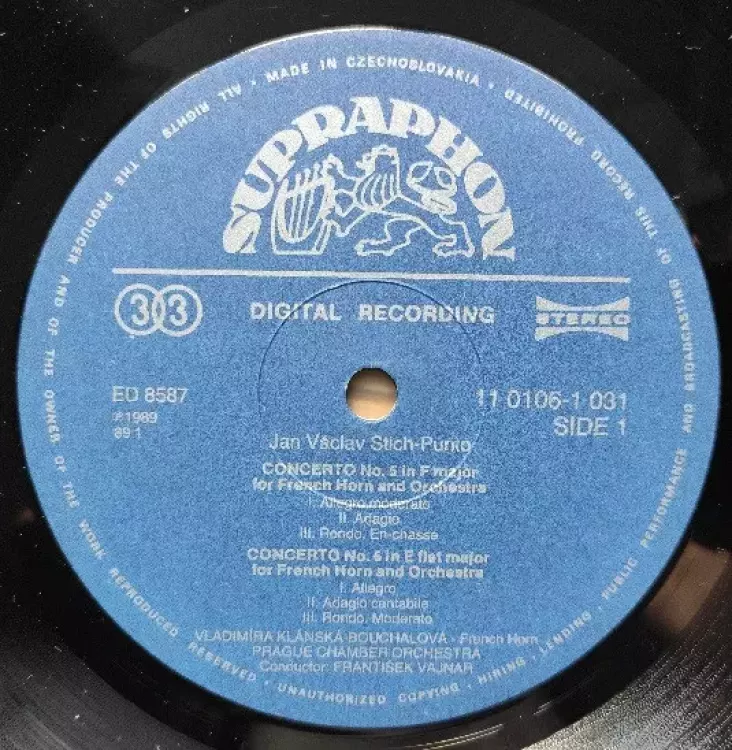 ALL RIGHTS OF THE PRODUCER AND OF THE OWNER OF THE WORK REPRODUCED RESERVED • UNAUTHORIZED COPYING • HIRING • LENDING • PUBLIC PERFORMANCE AND BROADCASTING OF THIS RECORD PROHIBITED • MADE IN CZECHOSLOVAKIA •
SUPRAPHON
33 DIGITAL RECORDING STEREO
ED 8587 11 0106-1 031
℗1989 SIDE 1
89 1
Jan Václav Stich-Punto
CONCERTO No. 5 in F major
for French Horn and Orchestra
I. Allegro moderato
II. Adagio
III. Rondo. En chasse
CONCERTO No. 6 in E flat major
for French Horn and Orchestra
I. Allegro
II. Adagio cantabile
III. Rondo. Moderato
VLADIMÍRA KLÁNSKÁ-BOUCHALOVÁ - French Horn
PRAGUE CHAMBER ORCHESTRA
Conductor: FRANTIŠEK VAJNAR